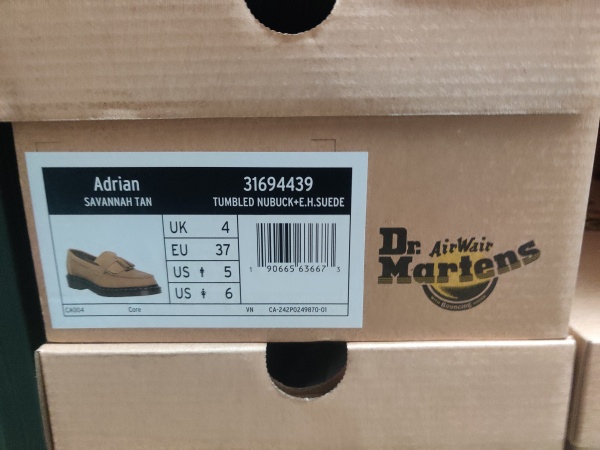 Adrian
SAVANNAH TAN
31694439
TUMBLED NUBUCK+E.H.SUEDE
UK 4
EU 37
US 5
US 6
1 90665 63667 3
CA004 Core VN CA-242P0249870-01
Dr. AirWair
Martens
Bouncing